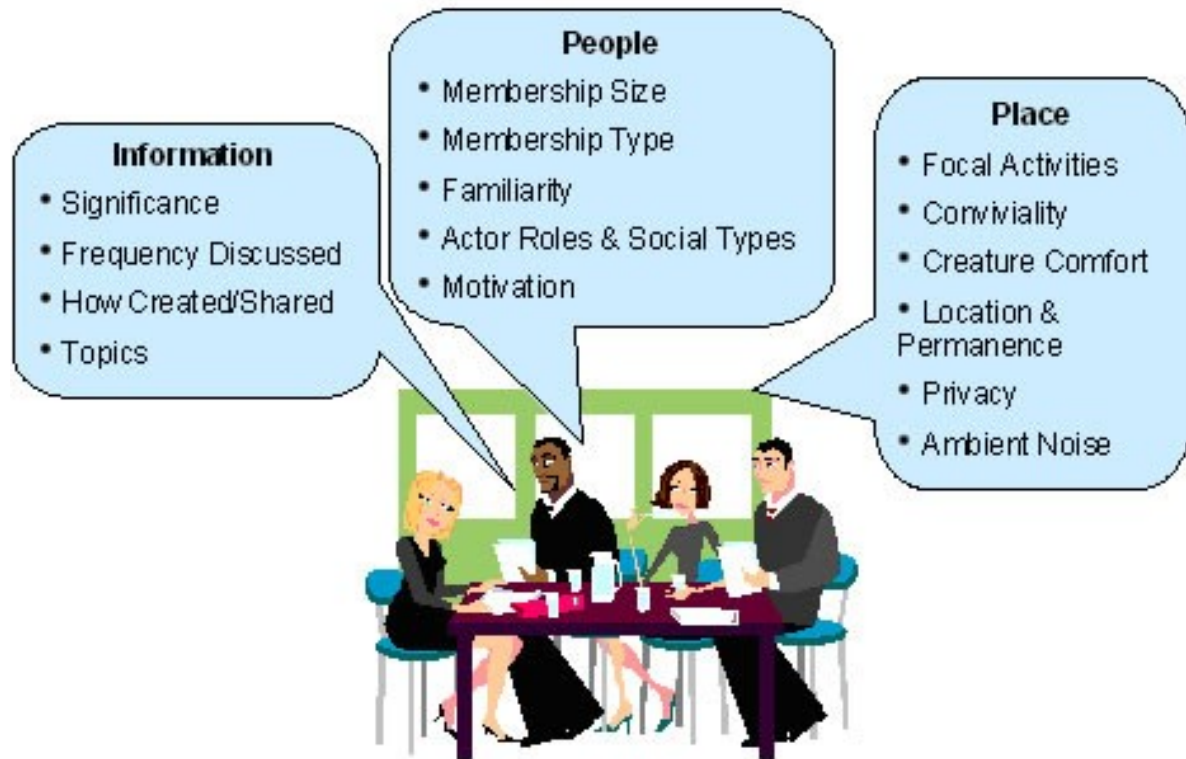 Information
• Significance
• Frequency Discussed
• How Created/Shared
• Topics
People
• Membership Size
• Membership Type
• Familiarity
• Actor Roles & Social Types
• Motivation
Place
• Focal Activities
• Conviviality
• Creature Comfort
• Location &
Permanence
• Privacy
• Ambient Noise